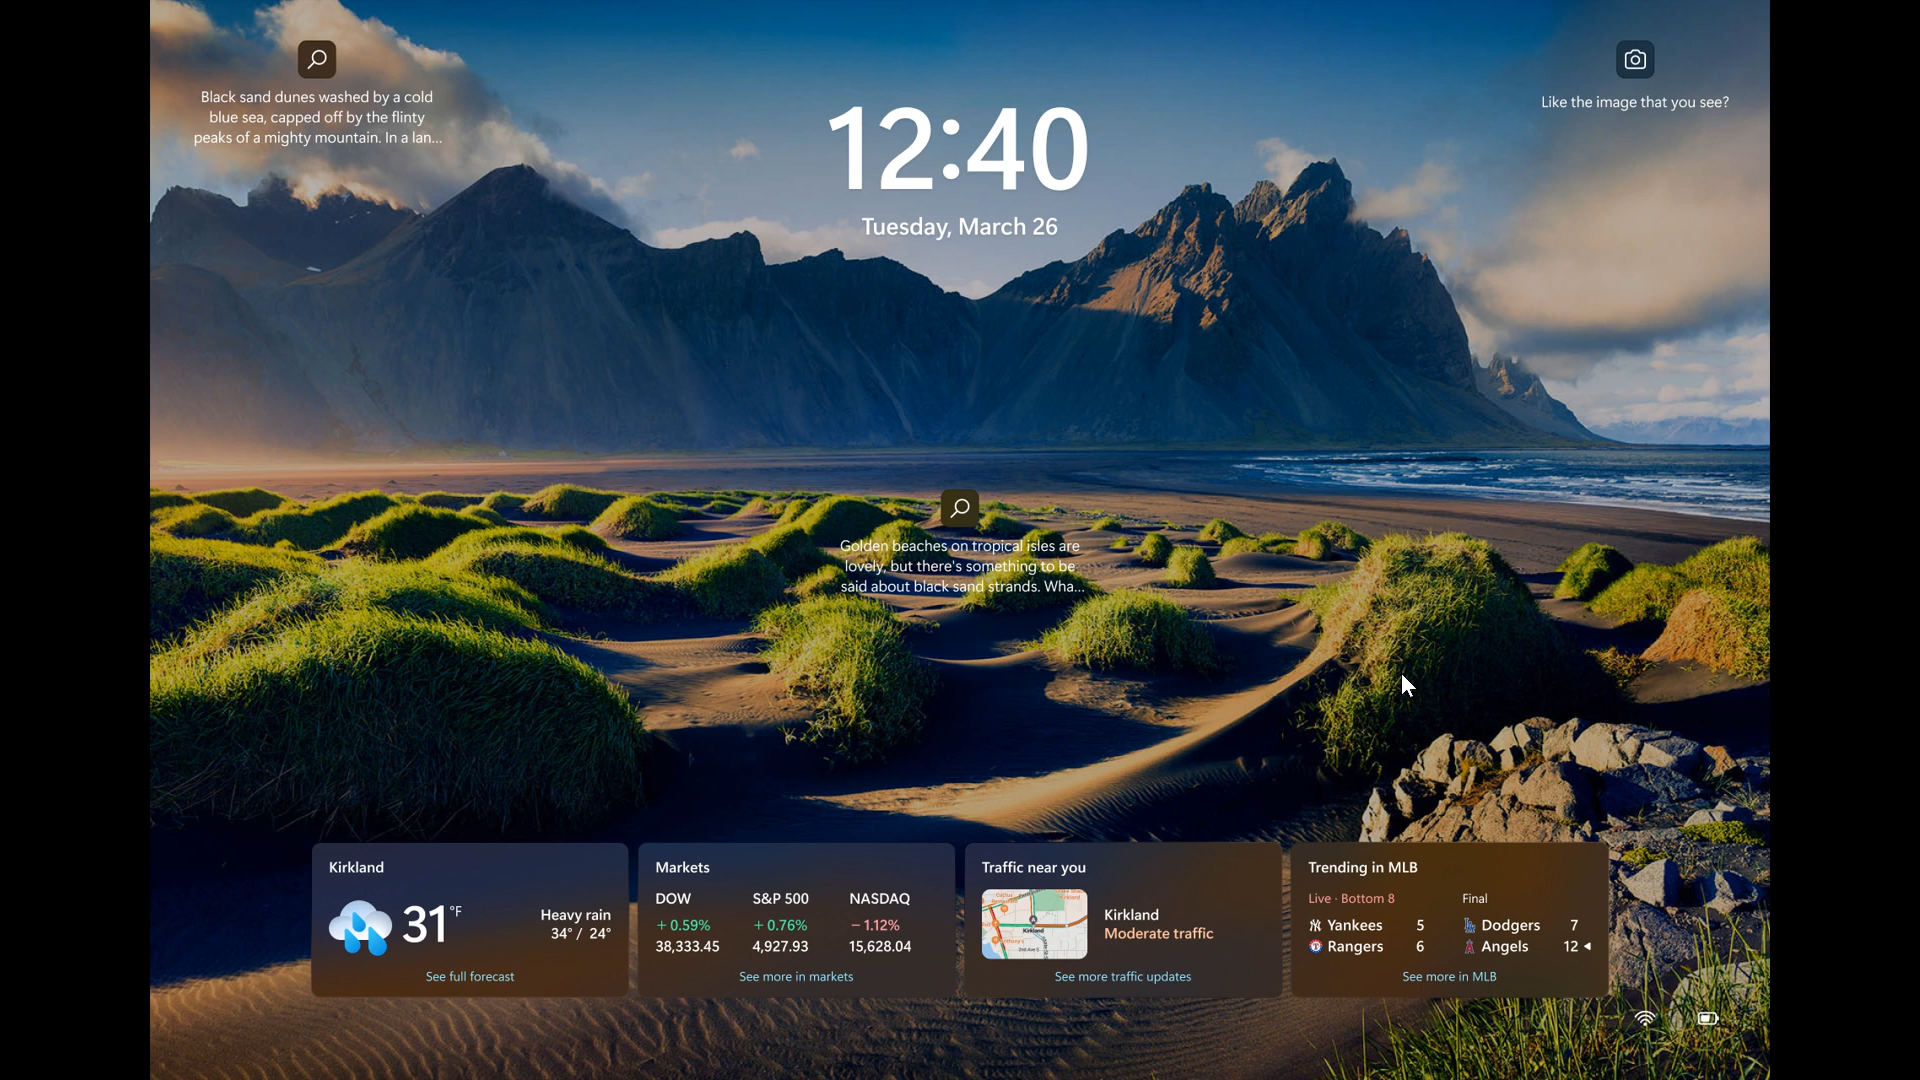 Black sand dunes washed by a cold
blue sea, capped off by the flinty
peaks of a mighty mountain. In a lan...
12:40
Tuesday, March 26
Like the image that you see?
Golden beaches on tropical isles are
lovely, but there's something to be
said about black sand strands. Wha...
Kirkland
31 °F
Heavy rain
34° / 24°
See full forecast
Markets
DOW S&P 500 NASDAQ
+0.59% +0.76% −1.12%
38,333.45 4,927.93 15,628.04
See more in markets
Traffic near you
Kirkland
Kirkland
Moderate traffic
See more traffic updates
Trending in MLB
Live · Bottom 8 Final
Yankees 5 Dodgers 7
Rangers 6 Angels 12
See more in MLB